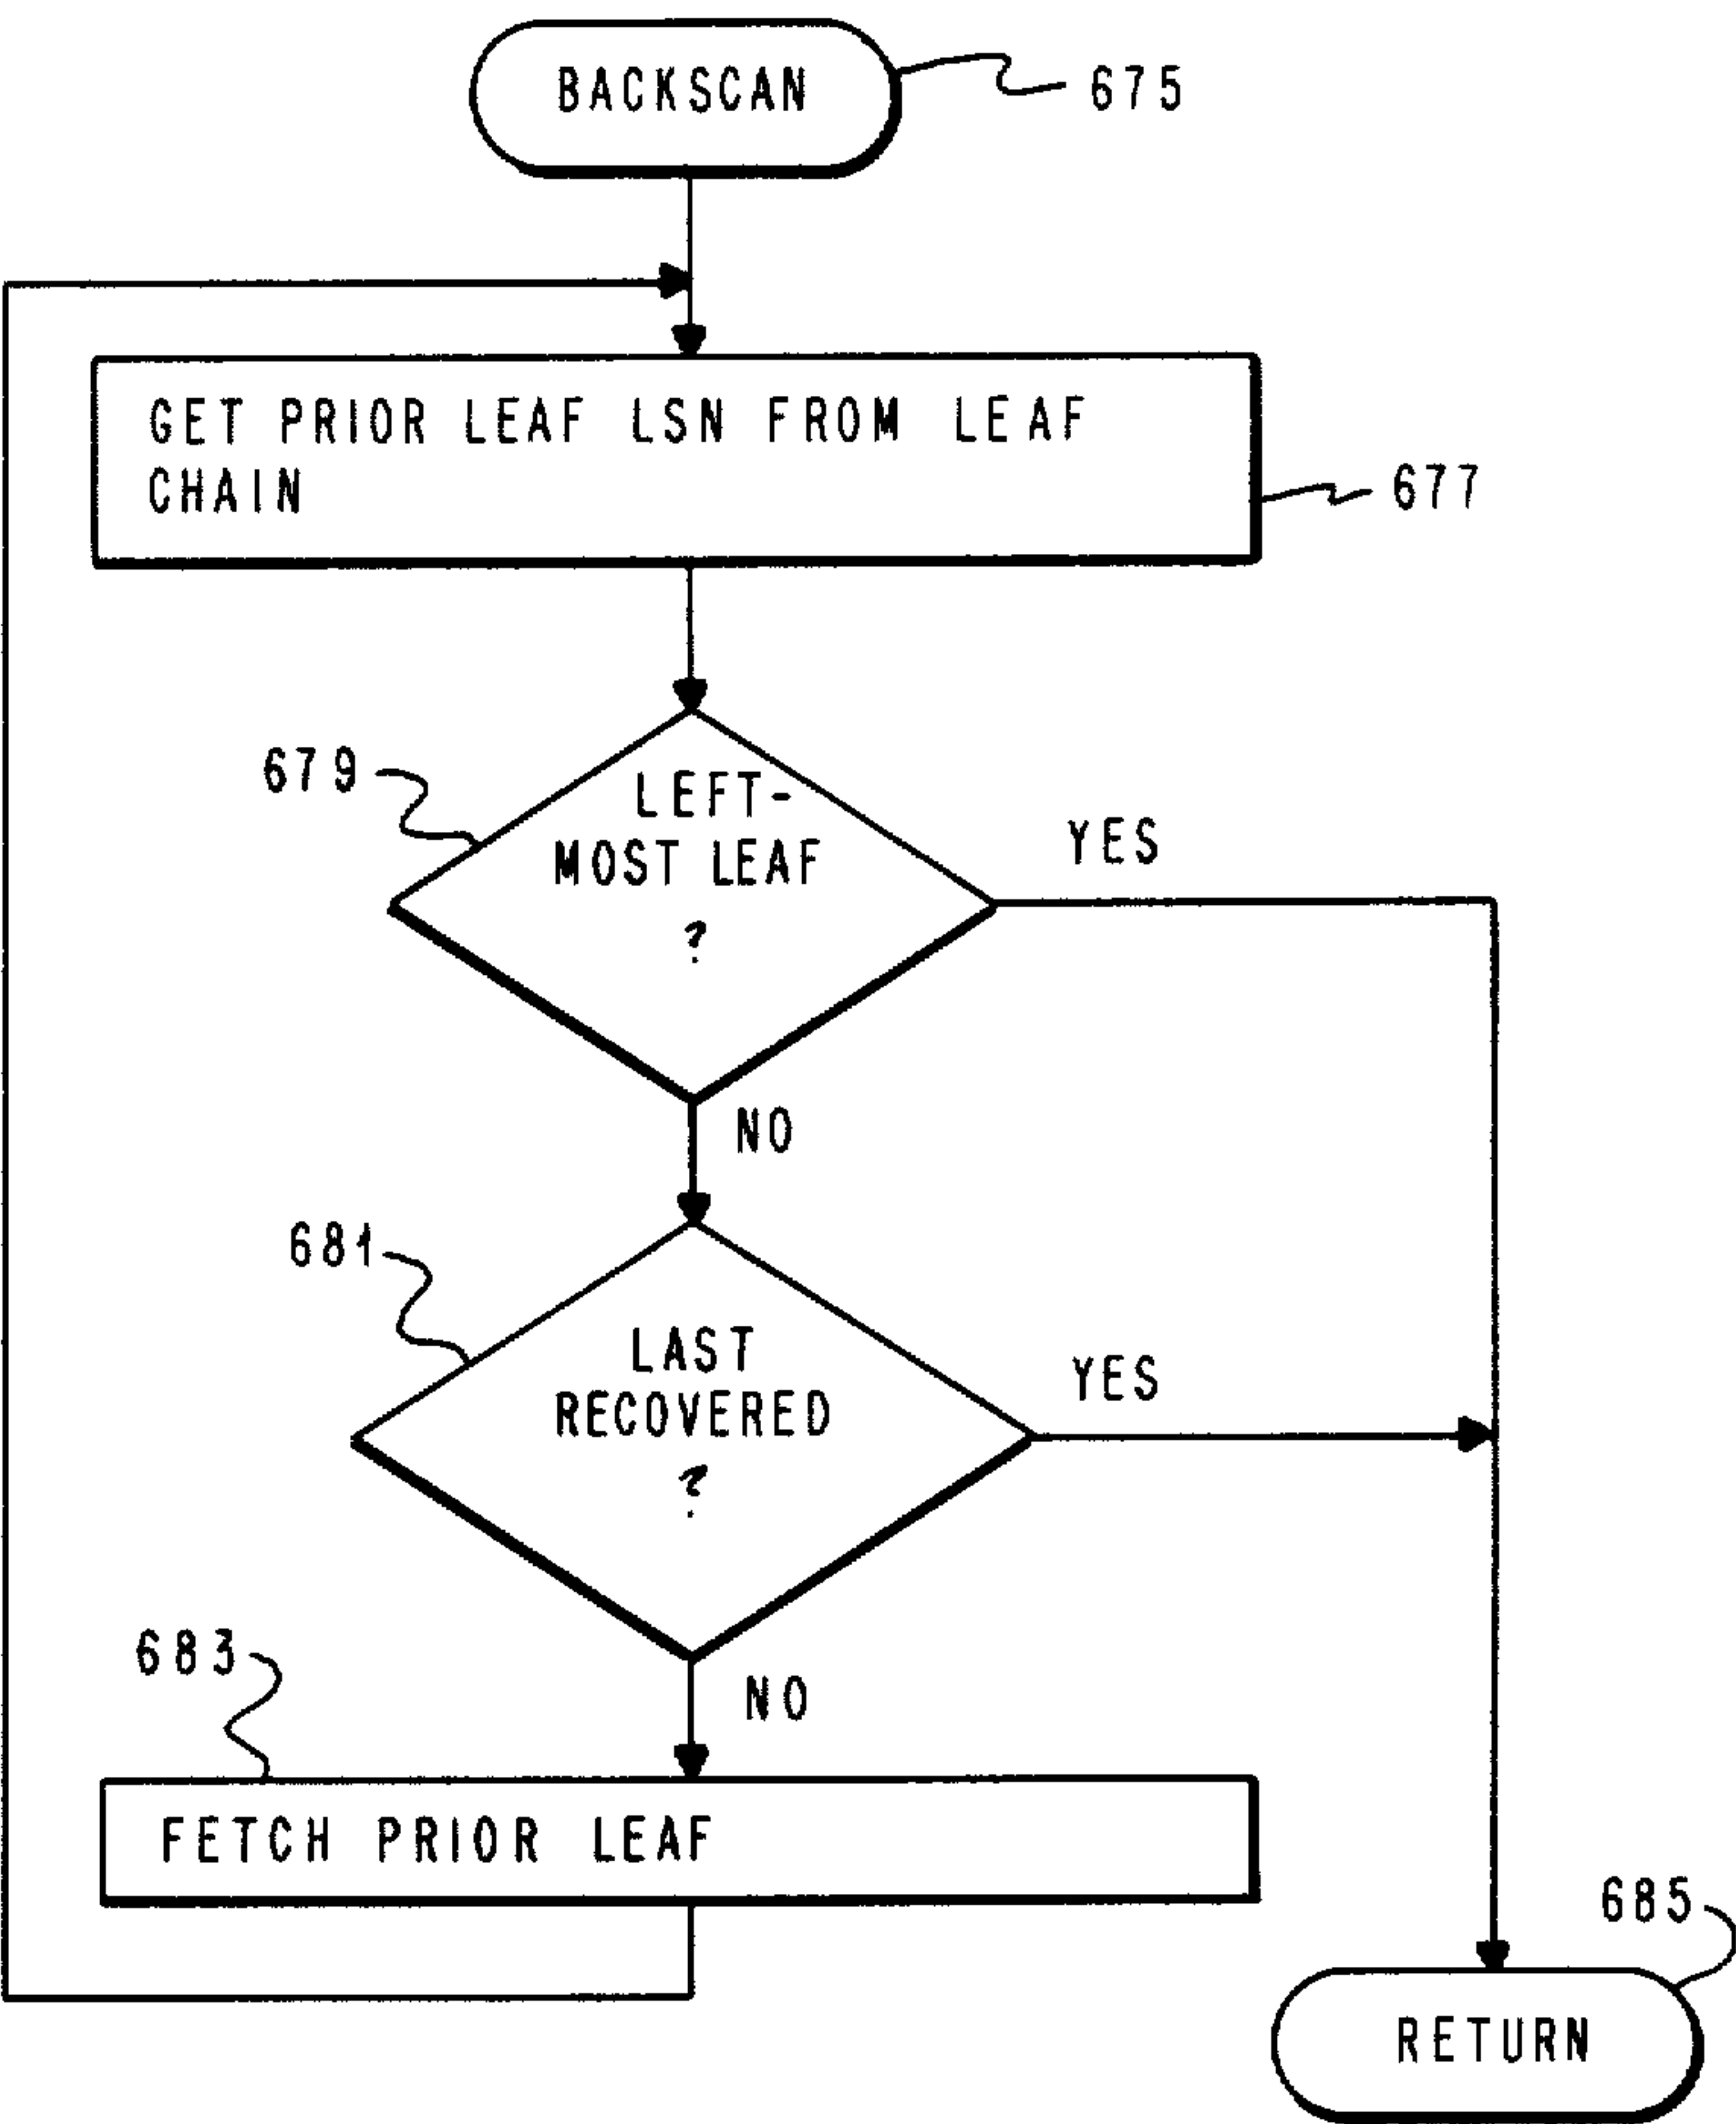 BACKSCAN
675
GET PRIOR LEAF LSN FROM LEAF
CHAIN
677
679
LEFT-
MOST LEAF
?
YES
NO
681
LAST
RECOVERED
?
YES
NO
683
FETCH PRIOR LEAF
685
RETURN